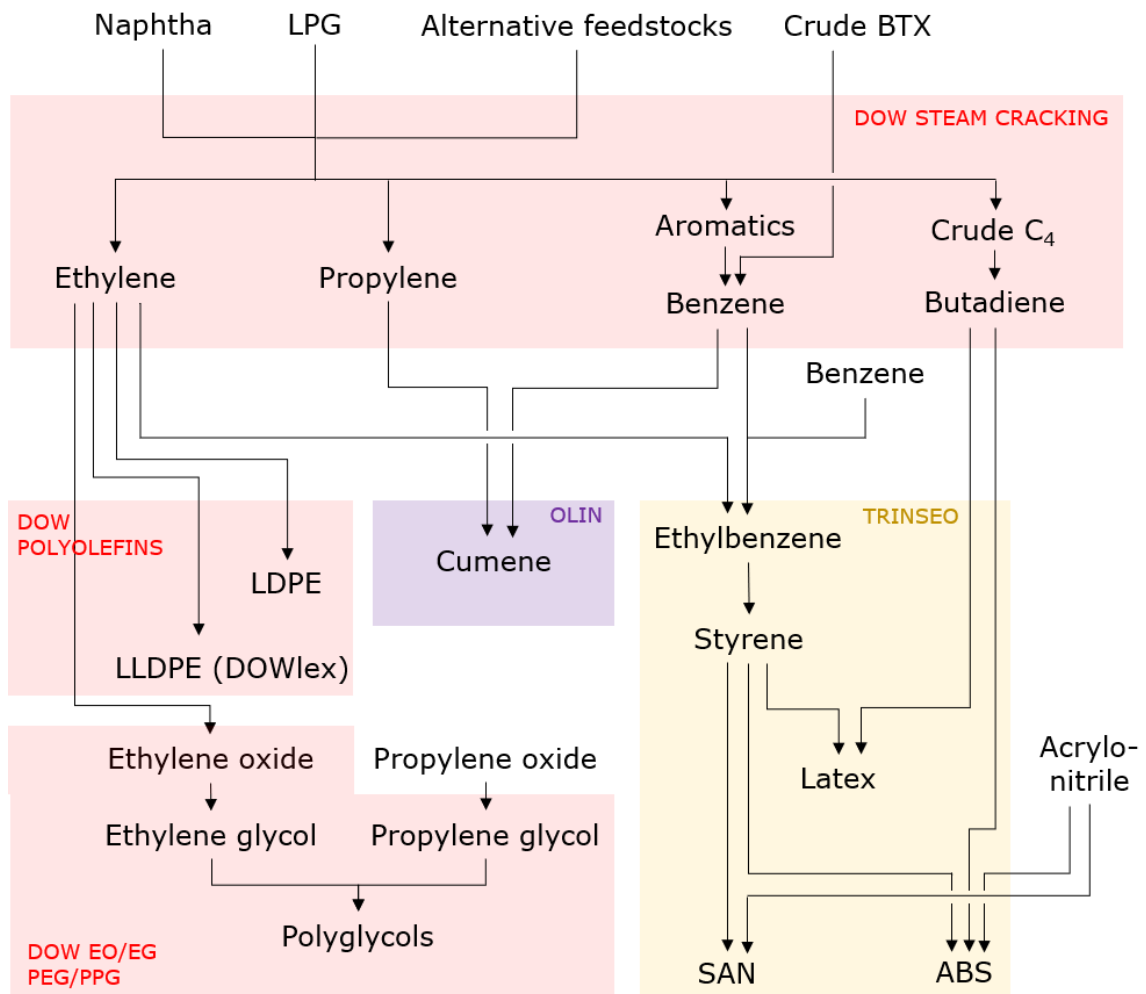 Naphtha
LPG
Alternative feedstocks
Crude BTX
DOW STEAM CRACKING
Aromatics
Crude C₄
Ethylene
Propylene
Benzene
Butadiene
Benzene
DOW
POLYOLEFINS
OLIN
TRINSEO
Ethylbenzene
Cumene
LDPE
Styrene
LLDPE (DOWlex)
Ethylene oxide
Propylene oxide
Latex
Acrylo-
nitrile
Ethylene glycol
Propylene glycol
Polyglycols
DOW EO/EG
PEG/PPG
SAN
ABS